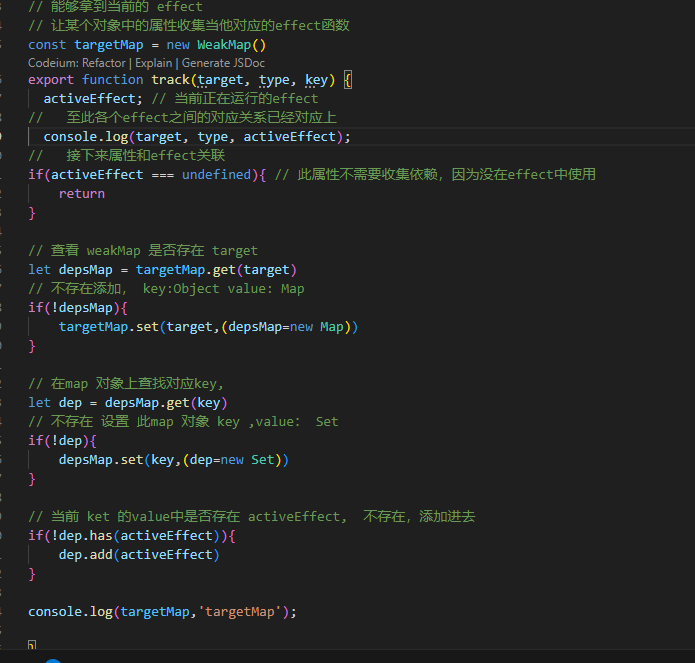 // 能够拿到当前的 effect
// 让某个对象中的属性收集当他对应的effect函数
const targetMap = new WeakMap()
Codeium: Refactor | Explain | Generate JSDoc
export function track(target, type, key) {
activeEffect; // 当前正在运行的effect
// 至此各个effect之间的对应关系已经对应上
console.log(target, type, activeEffect);
// 接下来属性和effect关联
if(activeEffect === undefined){ // 此属性不需要收集依赖，因为没在effect中使用
return
}
// 查看 weakMap 是否存在 target
let depsMap = targetMap.get(target)
// 不存在添加， key:Object value: Map
if(!depsMap){
targetMap.set(target,(depsMap=new Map))
}
// 在map 对象上查找对应key,
let dep = depsMap.get(key)
// 不存在 设置 此map 对象 key ,value： Set
if(!dep){
depsMap.set(key,(dep=new Set))
}
// 当前 ket 的value中是否存在 activeEffect， 不存在，添加进去
if(!dep.has(activeEffect)){
dep.add(activeEffect)
}
console.log(targetMap,'targetMap');
}